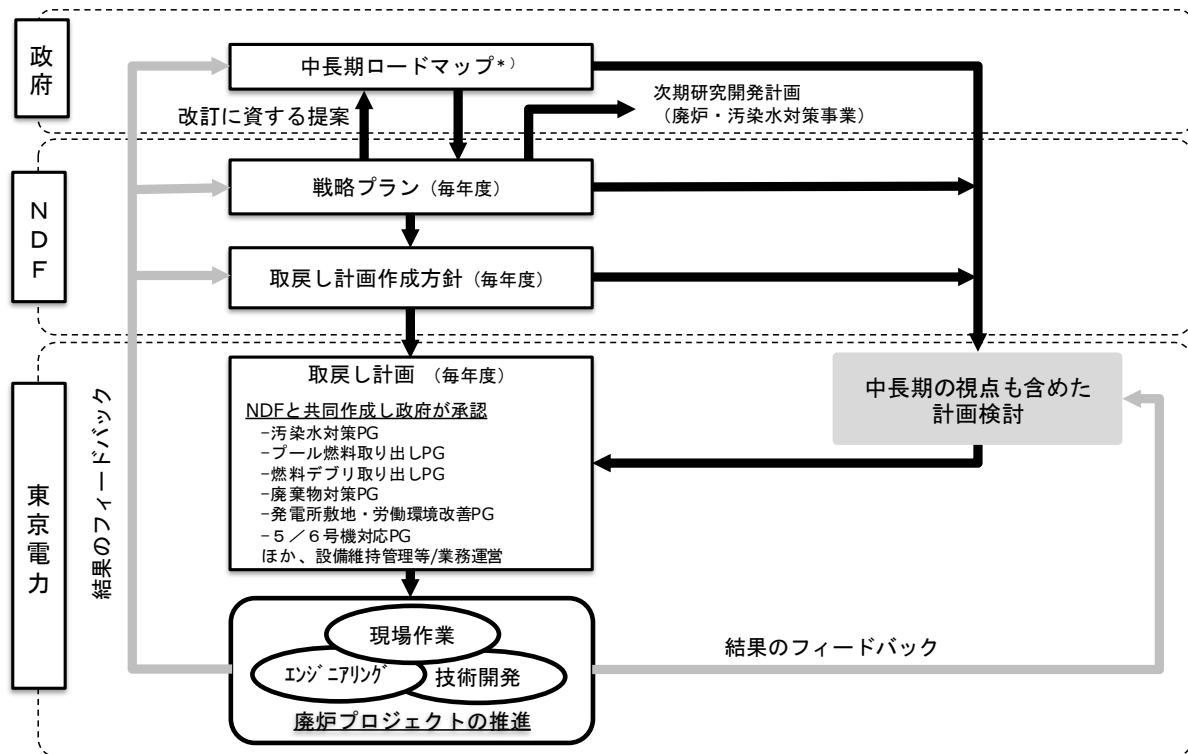 政府
中長期ロードマップ*）
改訂に資する提案
次期研究開発計画
（廃炉・汚染水対策事業）
NDF
戦略プラン（毎年度）
取戻し計画作成方針（毎年度）
東京電力
取戻し計画 （毎年度）
NDFと共同作成し政府が承認
-汚染水対策PG
-プール燃料取り出しPG
-燃料デブリ取り出しPG
-廃棄物対策PG
-発電所敷地・労働環境改善PG
-５／６号機対応PG
ほか、設備維持管理等/業務運営
中長期の視点も含めた
計画検討
結果のフィードバック
現場作業
ｴﾝｼﾞﾆｱﾘﾝｸﾞ
技術開発
廃炉プロジェクトの推進
結果のフィードバック